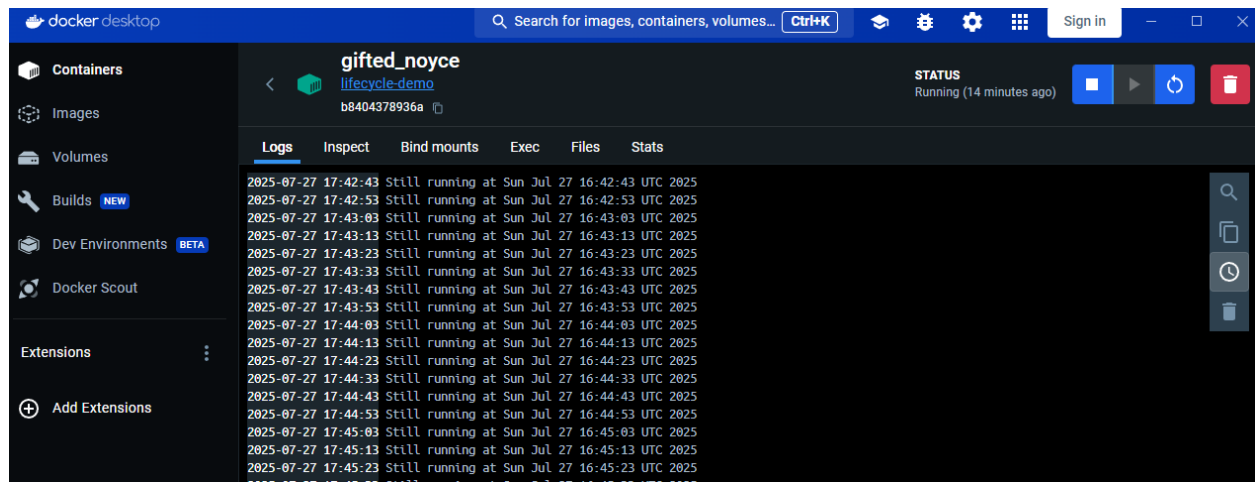 docker desktop
Search for images, containers, volumes... Ctrl+K
Sign in
Containers
Images
Volumes
Builds NEW
Dev Environments BETA
Docker Scout
Extensions
Add Extensions
gifted_noyce
lifecycle-demo
b8404378936a
STATUS
Running (14 minutes ago)
Logs Inspect Bind mounts Exec Files Stats
2025-07-27 17:42:43 Still running at Sun Jul 27 16:42:43 UTC 2025
2025-07-27 17:42:53 Still running at Sun Jul 27 16:42:53 UTC 2025
2025-07-27 17:43:03 Still running at Sun Jul 27 16:43:03 UTC 2025
2025-07-27 17:43:13 Still running at Sun Jul 27 16:43:13 UTC 2025
2025-07-27 17:43:23 Still running at Sun Jul 27 16:43:23 UTC 2025
2025-07-27 17:43:33 Still running at Sun Jul 27 16:43:33 UTC 2025
2025-07-27 17:43:43 Still running at Sun Jul 27 16:43:43 UTC 2025
2025-07-27 17:43:53 Still running at Sun Jul 27 16:43:53 UTC 2025
2025-07-27 17:44:03 Still running at Sun Jul 27 16:44:03 UTC 2025
2025-07-27 17:44:13 Still running at Sun Jul 27 16:44:13 UTC 2025
2025-07-27 17:44:23 Still running at Sun Jul 27 16:44:23 UTC 2025
2025-07-27 17:44:33 Still running at Sun Jul 27 16:44:33 UTC 2025
2025-07-27 17:44:43 Still running at Sun Jul 27 16:44:43 UTC 2025
2025-07-27 17:44:53 Still running at Sun Jul 27 16:44:53 UTC 2025
2025-07-27 17:45:03 Still running at Sun Jul 27 16:45:03 UTC 2025
2025-07-27 17:45:13 Still running at Sun Jul 27 16:45:13 UTC 2025
2025-07-27 17:45:23 Still running at Sun Jul 27 16:45:23 UTC 2025